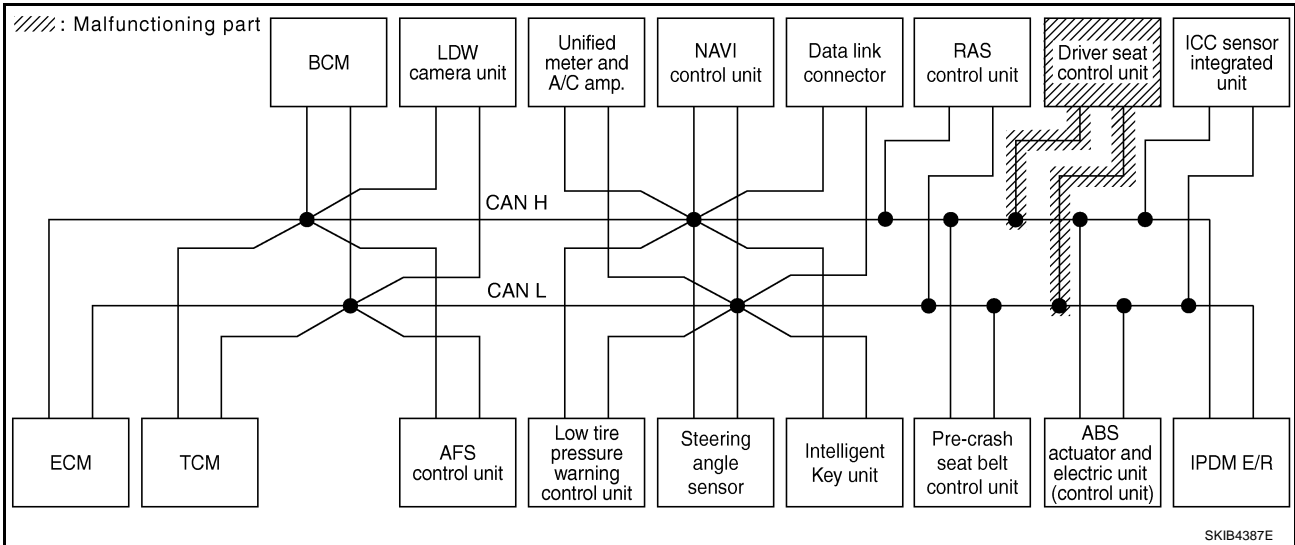 : Malfunctioning part
BCM
LDW
camera unit
Unified
meter and
A/C amp.
NAVI
control unit
Data link
connector
RAS
control unit
Driver seat
control unit
ICC sensor
integrated
unit
CAN H
CAN L
ECM
TCM
AFS
control unit
Low tire
pressure
warning
control unit
Steering
angle
sensor
Intelligent
Key unit
Pre-crash
seat belt
control unit
ABS
actuator and
electric unit
(control unit)
IPDM E/R
SKIB4387E